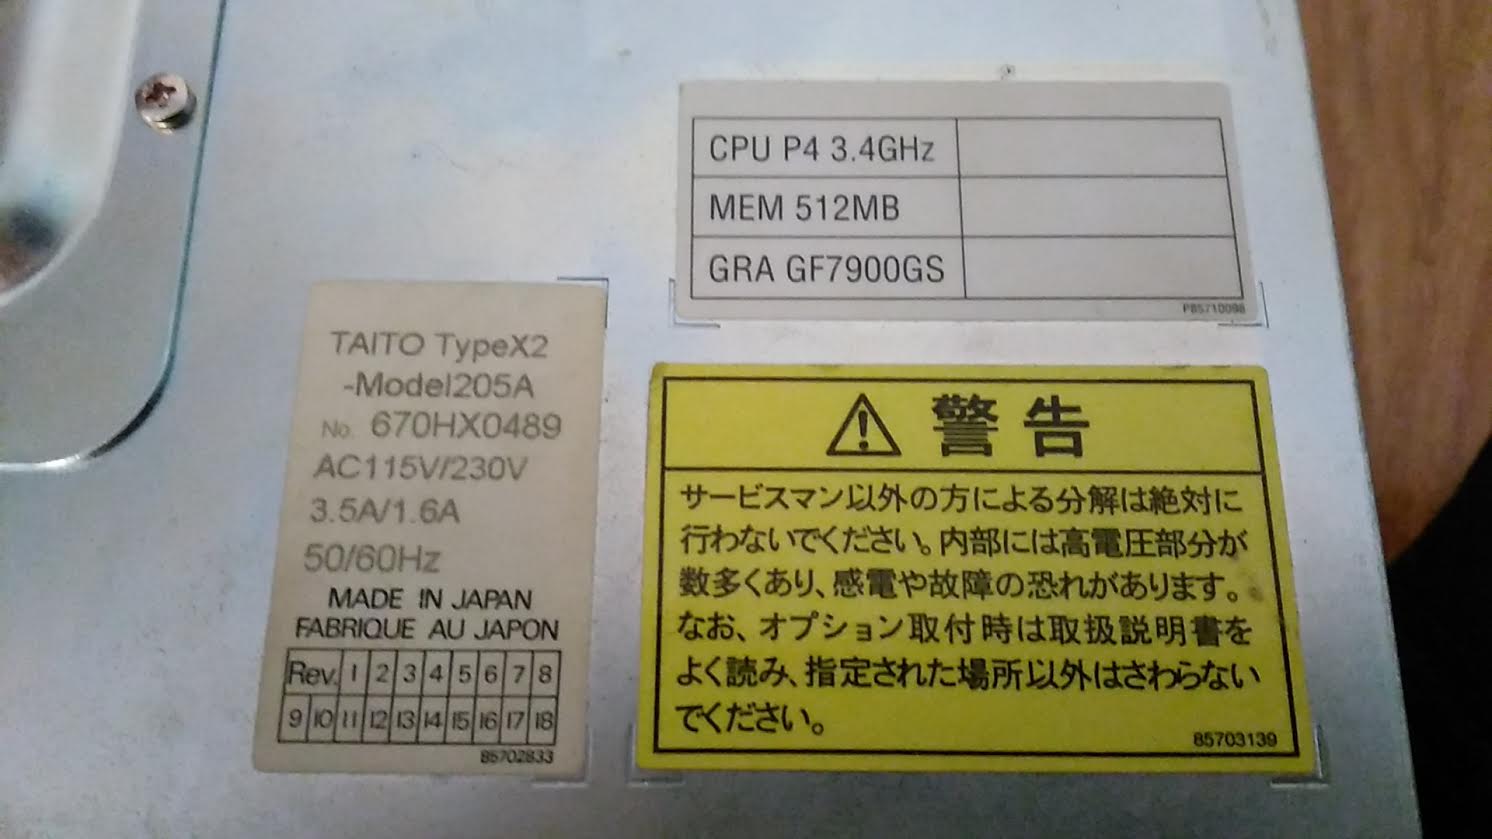 CPU P4 3.4GHz
MEM 512MB
GRA GF7900GS
P85710098
TAITO TypeX2
-Model205A
No. 670HX0489
AC115V/230V
3.5A/1.6A
50/60Hz
MADE IN JAPAN
FABRIQUE AU JAPON
Rev. 1 2 3 4 5 6 7 8
9 10 11 12 13 14 15 16 17 18
85702833
警告
サービスマン以外の方による分解は絶対に
行わないでください。内部には高電圧部分が
数多くあり、感電や故障の恐れがあります。
なお、オプション取付時は取扱説明書を
よく読み、指定された場所以外はさわらない
でください。
85703139